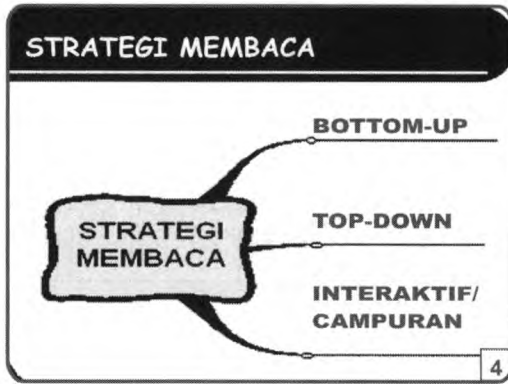 STRATEGI MEMBACA
BOTTOM-UP
STRATEGI
MEMBACA
TOP-DOWN
INTERAKTIF/
CAMPURAN
4